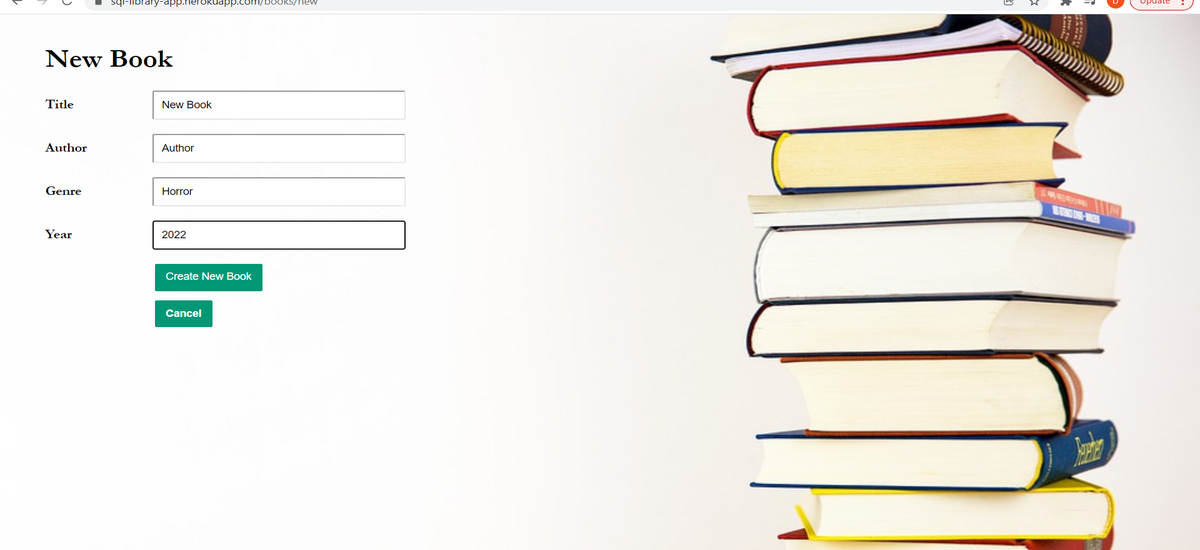 sql-library-app.herokuapp.com/books/new
Update
New Book
Title
New Book
Author
Author
Genre
Horror
Year
2022
Create New Book
Cancel